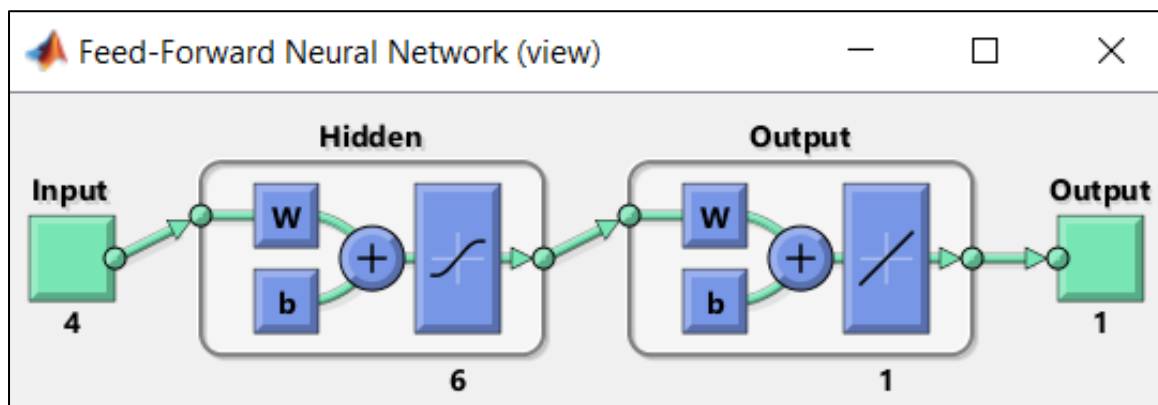 Feed-Forward Neural Network (view)
Hidden
Output
Input
Output
W
W
+
+
b
b
4
1
6
1